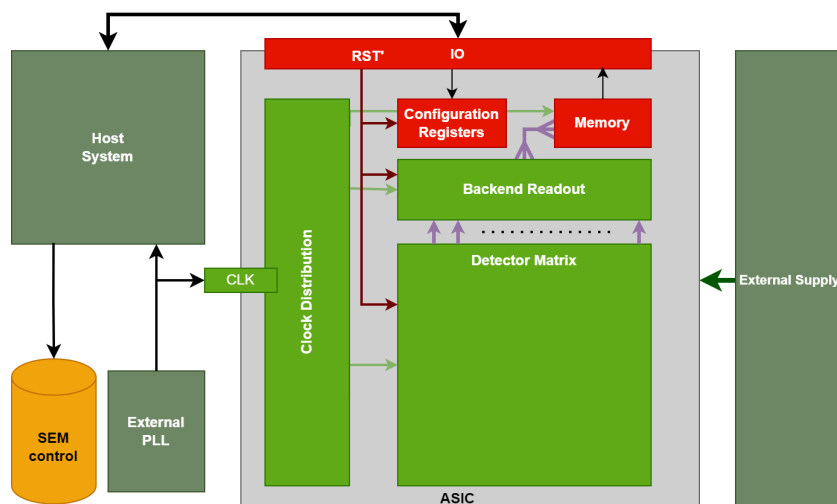 RST'
IO
Host
System
Configuration
Registers
Memory
Backend Readout
Detector Matrix
CLK
Clock Distribution
External Supply
External
PLL
SEM
control
ASIC